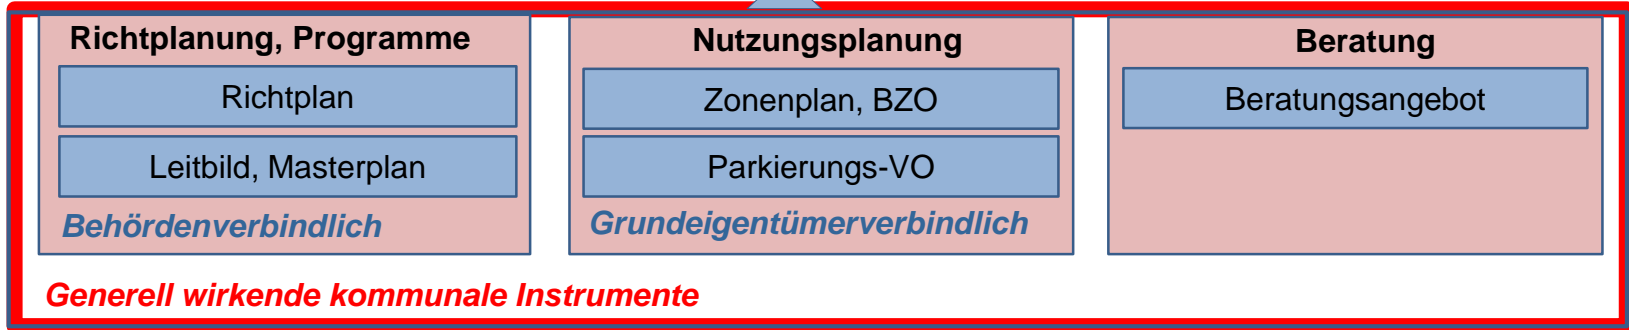 Richtplanung, Programme
Richtplan
Leitbild, Masterplan
Behördenverbindlich
Nutzungsplanung
Zonenplan, BZO
Parkierungs-VO
Grundeigentümerverbindlich
Beratung
Beratungsangebot
Generell wirkende kommunale Instrumente